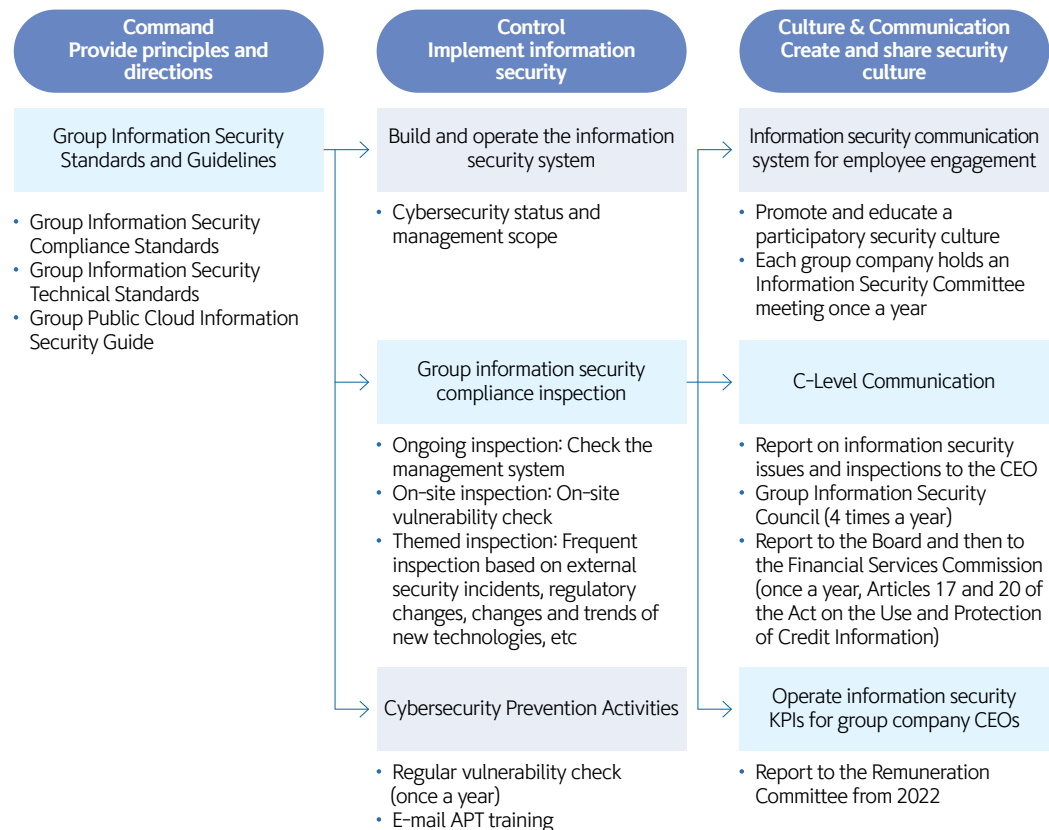 Command
Provide principles and
directions
Group Information Security
Standards and Guidelines
• Group Information Security
Compliance Standards
• Group Information Security
Technical Standards
• Group Public Cloud Information
Security Guide
Control
Implement information
security
Build and operate the information
security system
• Cybersecurity status and
management scope
Group information security
compliance inspection
• Ongoing inspection: Check the
management system
• On-site inspection: On-site
vulnerability check
• Themed inspection: Frequent
inspection based on external
security incidents, regulatory
changes, changes and trends of
new technologies, etc
Cybersecurity Prevention Activities
• Regular vulnerability check
(once a year)
• E-mail APT training
Culture & Communication
Create and share security
culture
Information security communication
system for employee engagement
• Promote and educate a
participatory security culture
• Each group company holds an
Information Security Committee
meeting once a year
C-Level Communication
• Report on information security
issues and inspections to the CEO
• Group Information Security
Council (4 times a year)
• Report to the Board and then to
the Financial Services Commission
(once a year, Articles 17 and 20 of
the Act on the Use and Protection
of Credit Information)
Operate information security
KPIs for group company CEOs
• Report to the Remuneration
Committee from 2022